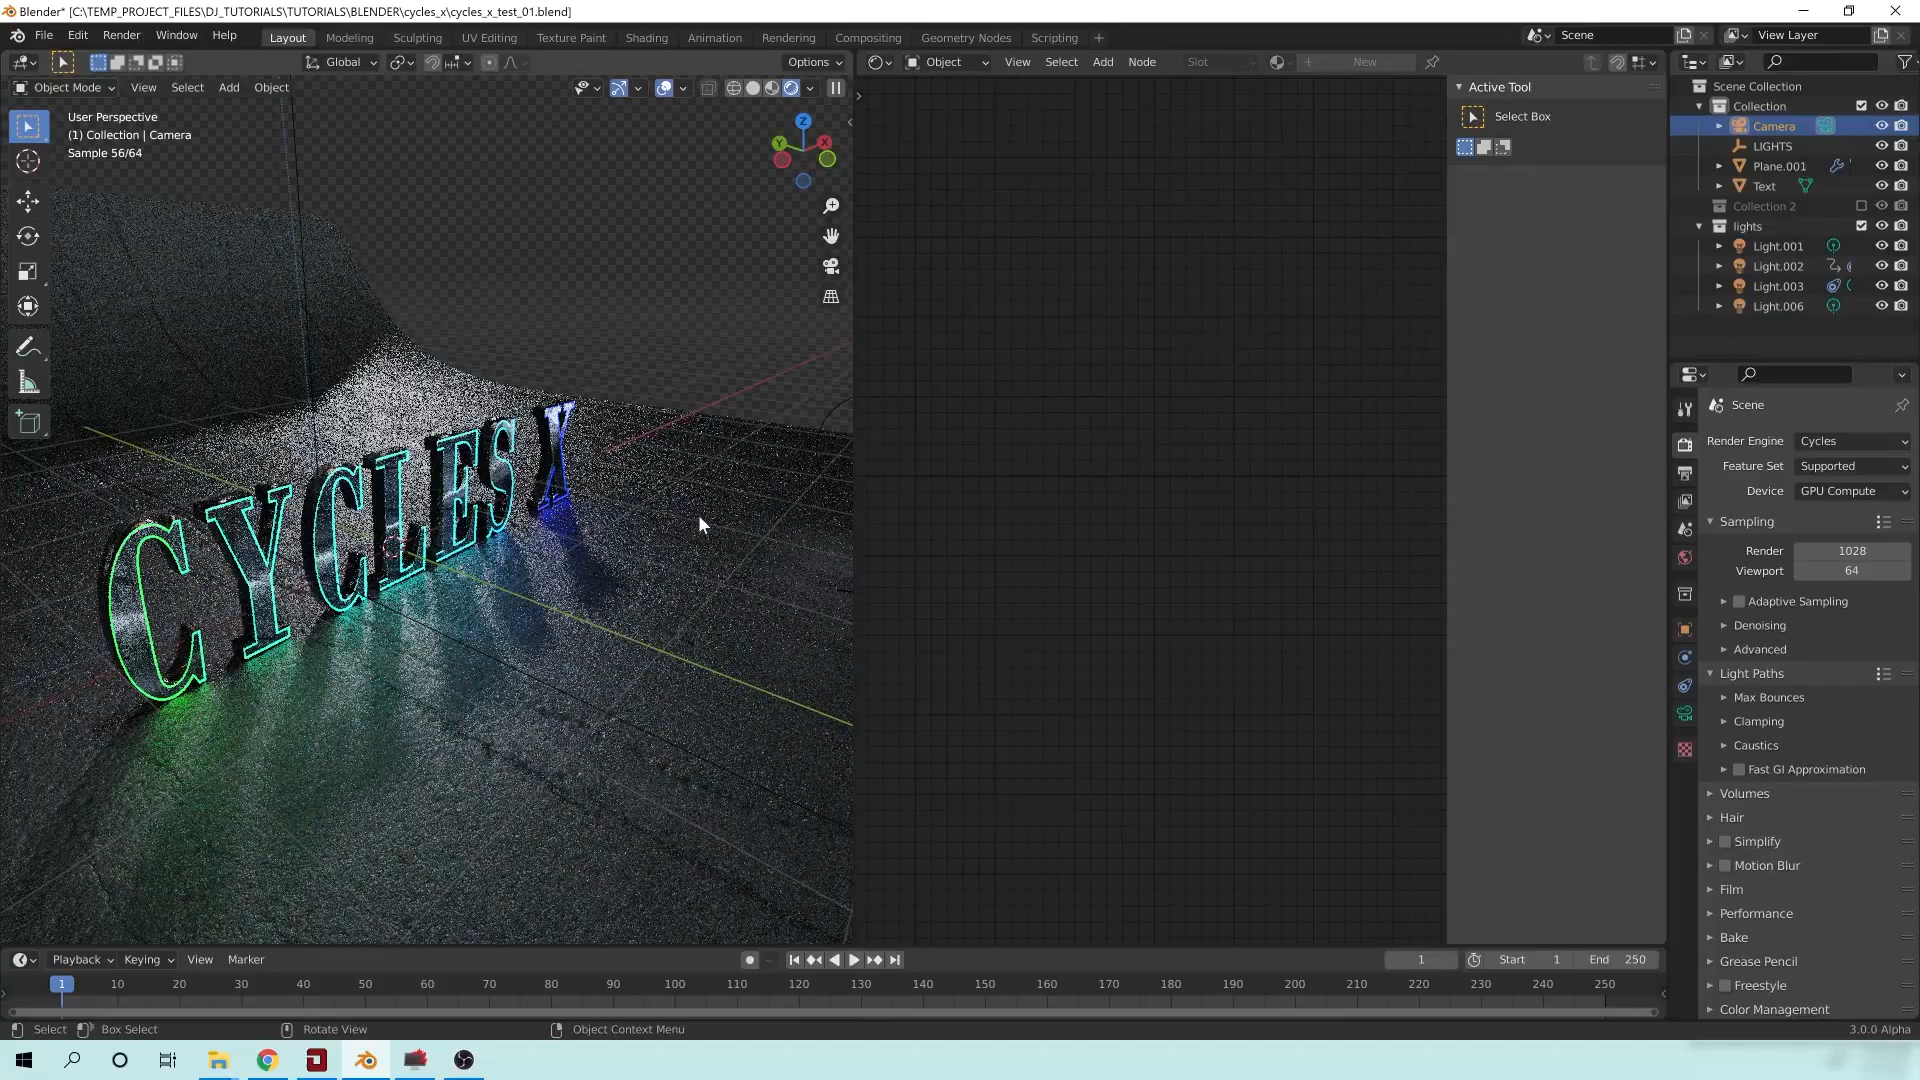 Blender* [C:\TEMP_PROJECT_FILES\DJ_TUTORIALS\TUTORIALS\BLENDER\cycles_x\cycles_x_test_01.blend]
File Edit Render Window Help Layout Modeling Sculpting UV Editing Texture Paint Shading Animation Rendering Compositing Geometry Nodes Scripting + Scene View Layer
Global Options Object View Select Add Node Slot New
Object Mode View Select Add Object
User Perspective
(1) Collection | Camera
Sample 56/64
Z
Y
X
CYCLES X
Active Tool
Select Box
Scene Collection
Collection
Camera
LIGHTS
Plane.001
Text
Collection 2
lights
Light.001
Light.002
Light.003
Light.006
Scene
Render Engine Cycles
Feature Set Supported
Device GPU Compute
Sampling
Render 1028
Viewport 64
Adaptive Sampling
Denoising
Advanced
Light Paths
Max Bounces
Clamping
Caustics
Fast GI Approximation
Volumes
Hair
Simplify
Motion Blur
Film
Performance
Bake
Grease Pencil
Freestyle
Color Management
Playback Keying View Marker 1 Start 1 End 250
1 10 20 30 40 50 60 70 80 90 100 110 120 130 140 150 160 170 180 190 200 210 220 230 240 250
Select Box Select Rotate View Object Context Menu 3.0.0 Alpha